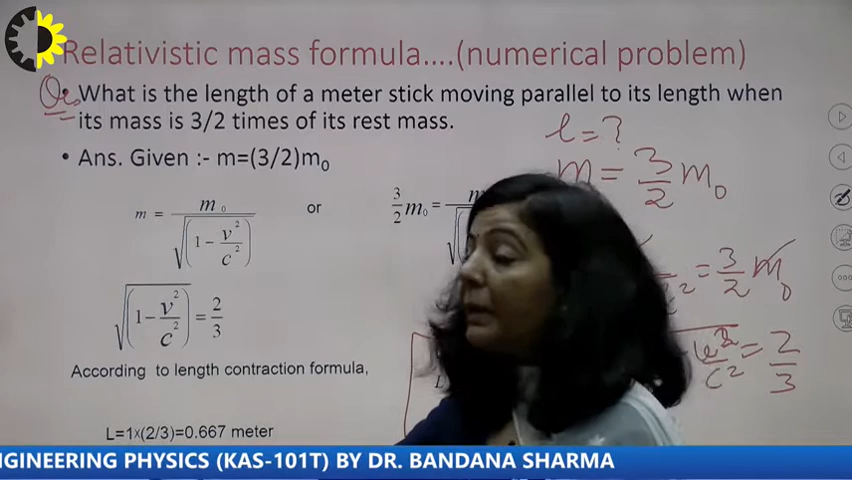 Relativistic mass formula....(numerical problem)
Q. What is the length of a meter stick moving parallel to its length when
its mass is 3/2 times of its rest mass.
l = ?
• Ans. Given :- m=(3/2)m₀
m = 3/2 m₀
m = m₀ / √(1 − v²/c²) or 3/2 m₀ =
= 3/2 m₀
√(1 − v²/c²) = 2/3
c² = 2/3
According to length contraction formula,
L=1×(2/3)=0.667 meter
NGINEERING PHYSICS (KAS-101T) BY DR. BANDANA SHARMA